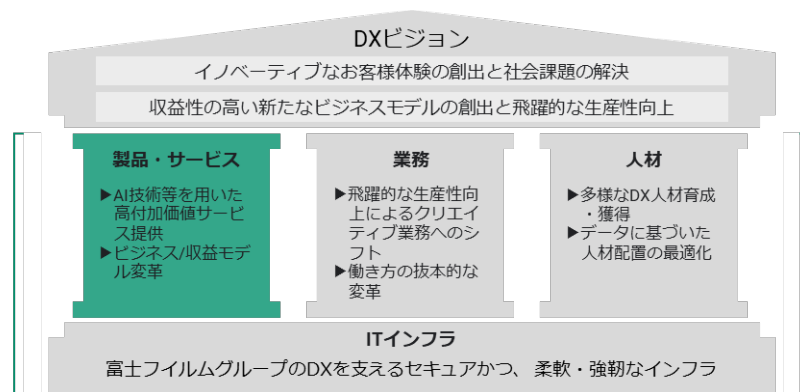 DXビジョン
イノベーティブなお客様体験の創出と社会課題の解決
収益性の高い新たなビジネスモデルの創出と飛躍的な生産性向上
製品・サービス
▶AI技術等を用いた
高付加価値サービ
ス提供
▶ビジネス/収益モデ
ル変革
業務
▶飛躍的な生産性向
上によるクリエイ
ティブ業務へのシ
フト
▶働き方の抜本的な
変革
人材
▶多様なDX人材育成
・獲得
▶データに基づいた
人材配置の最適化
ITインフラ
富士フイルムグループのDXを支えるセキュアかつ、柔軟・強靭なインフラ